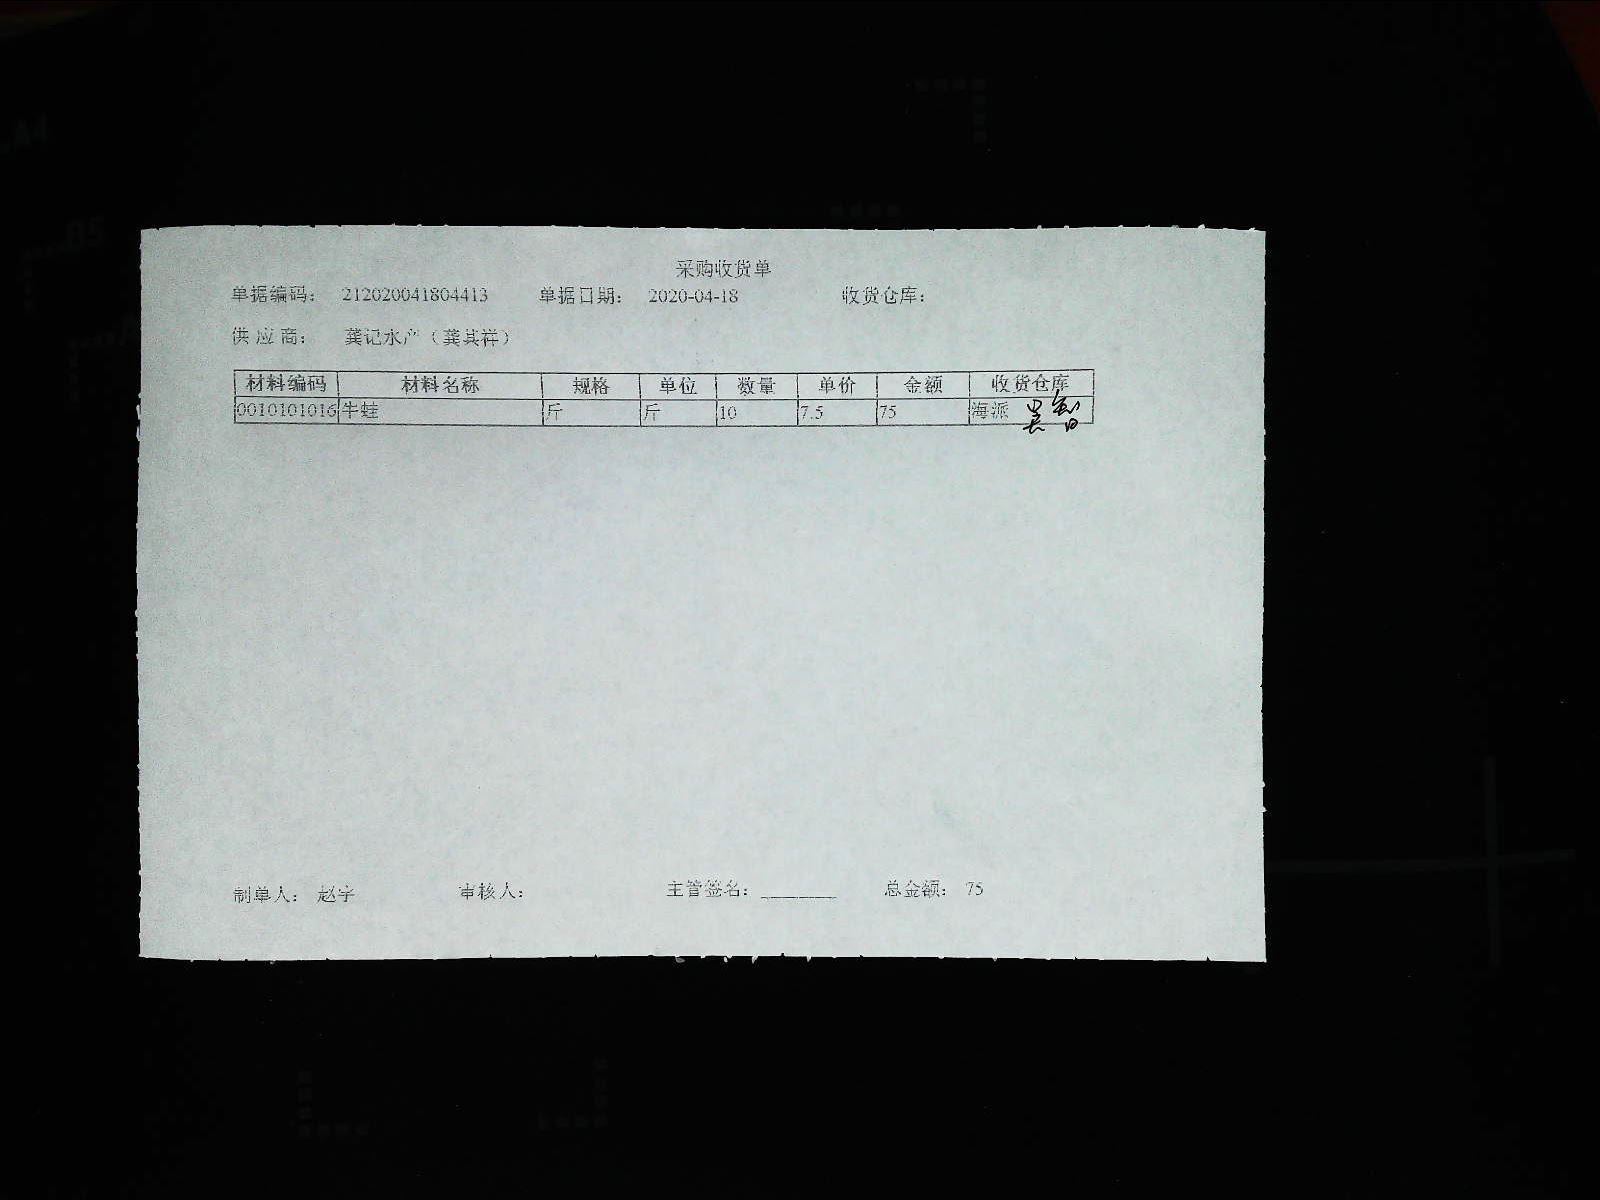 采购收货单
单据编码： 212020041804413 单据日期： 2020-04-18 收货仓库：
供应商： 龚记水产（龚其祥）
材料编码 材料名称 规格 单位 数量 单价 金额 收货仓库
0010101016 牛蛙 斤 斤 10 7.5 75 海派 吴智
制单人： 赵宇 审核人： 主管签名： 总金额： 75